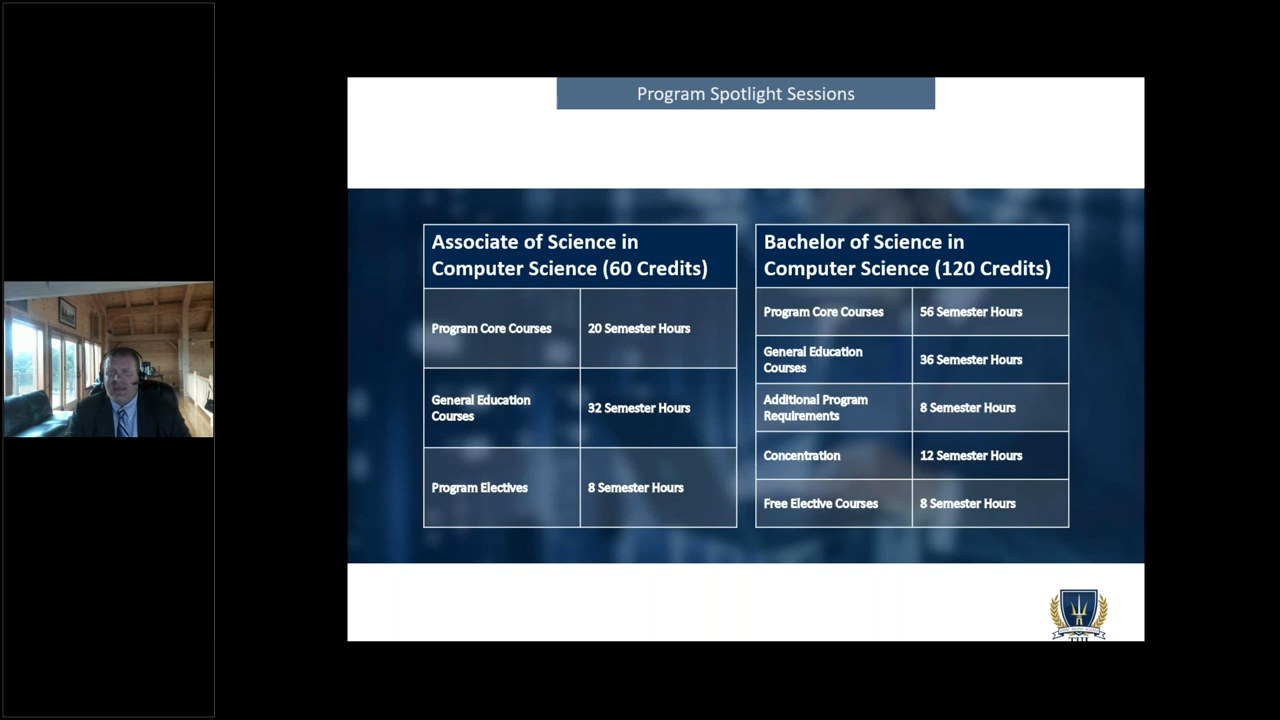 Program Spotlight Sessions
Associate of Science in
Computer Science (60 Credits)
Program Core Courses
20 Semester Hours
General Education
Courses
32 Semester Hours
Program Electives
8 Semester Hours
Bachelor of Science in
Computer Science (120 Credits)
Program Core Courses
56 Semester Hours
General Education
Courses
36 Semester Hours
Additional Program
Requirements
8 Semester Hours
Concentration
12 Semester Hours
Free Elective Courses
8 Semester Hours